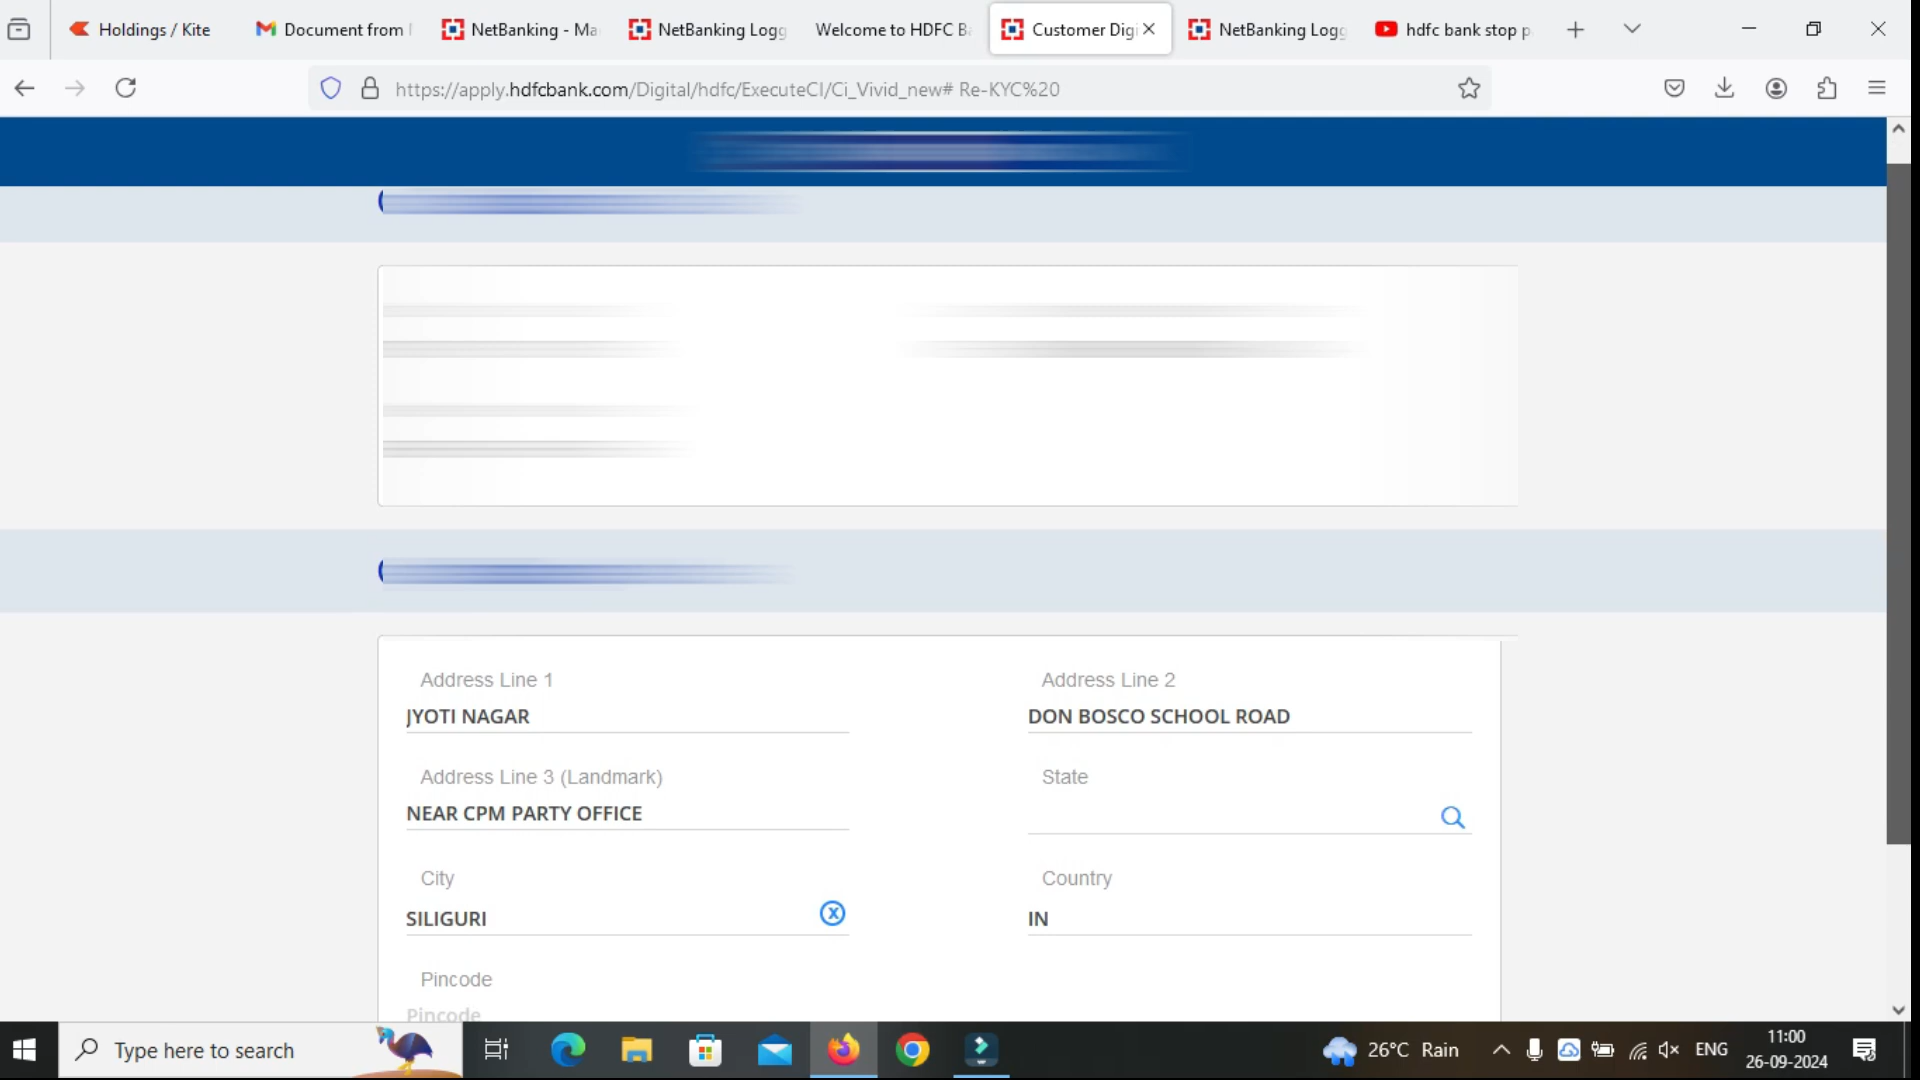 Holdings / Kite
Document from
NetBanking - Ma
NetBanking Logg
Welcome to HDFC Ba
Customer Digi
NetBanking Logg
hdfc bank stop p
https://apply.hdfcbank.com/Digital/hdfc/ExecuteCI/Ci_Vivid_new# Re-KYC%20
Address Line 1
Address Line 2
JYOTI NAGAR
DON BOSCO SCHOOL ROAD
Address Line 3 (Landmark)
State
NEAR CPM PARTY OFFICE
City
Country
SILIGURI
IN
Pincode
Pincode
Type here to search
26°C Rain
ENG
11:00
26-09-2024